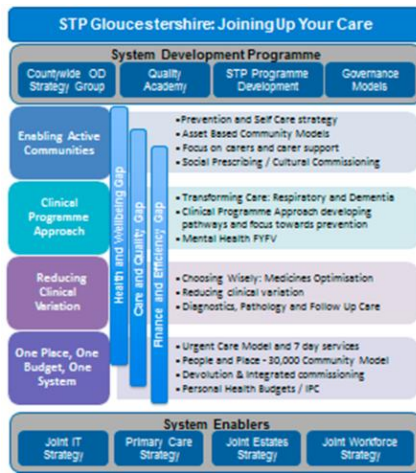 STP Gloucestershire: Joining Up Your Care
System Development Programme
Countywide OD
Strategy Group
Quality
Academy
STP Programme
Development
Governance
Models
Enabling Active
Communities
• Prevention and Self Care strategy
• Asset Based Community Models
• Focus on carers and carer support
• Social Prescribing / Cultural Commissioning
Clinical
Programme
Approach
• Transforming Care: Respiratory and Dementia
• Clinical Programme Approach developing
pathways and focus towards prevention
• Mental Health FYFV
Reducing
Clinical
Variation
• Choosing Wisely: Medicines Optimisation
• Reducing clinical variation
• Diagnostics, Pathology and Follow Up Care
One Place, One
Budget, One
System
• Urgent Care Model and 7 day services
• People and Place - 30,000 Community Model
• Devolution & Integrated commissioning
• Personal Health Budgets / IPC
Health and Wellbeing Gap
Care and Quality Gap
Finance and Efficiency Gap
System Enablers
Joint IT
Strategy
Primary Care
Strategy
Joint Estates
Strategy
Joint Workforce
Strategy